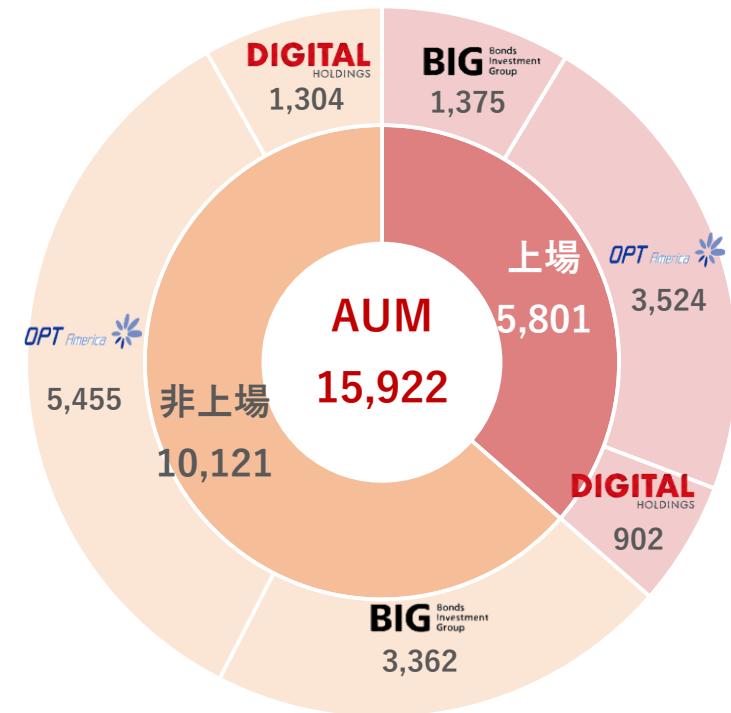 DIGITAL
HOLDINGS
1,304
BIG Bonds
Investment
Group
1,375
上場
5,801
OPT America
3,524
AUM
15,922
OPT America
5,455
非上場
10,121
DIGITAL
HOLDINGS
902
BIG Bonds
Investment
Group
3,362